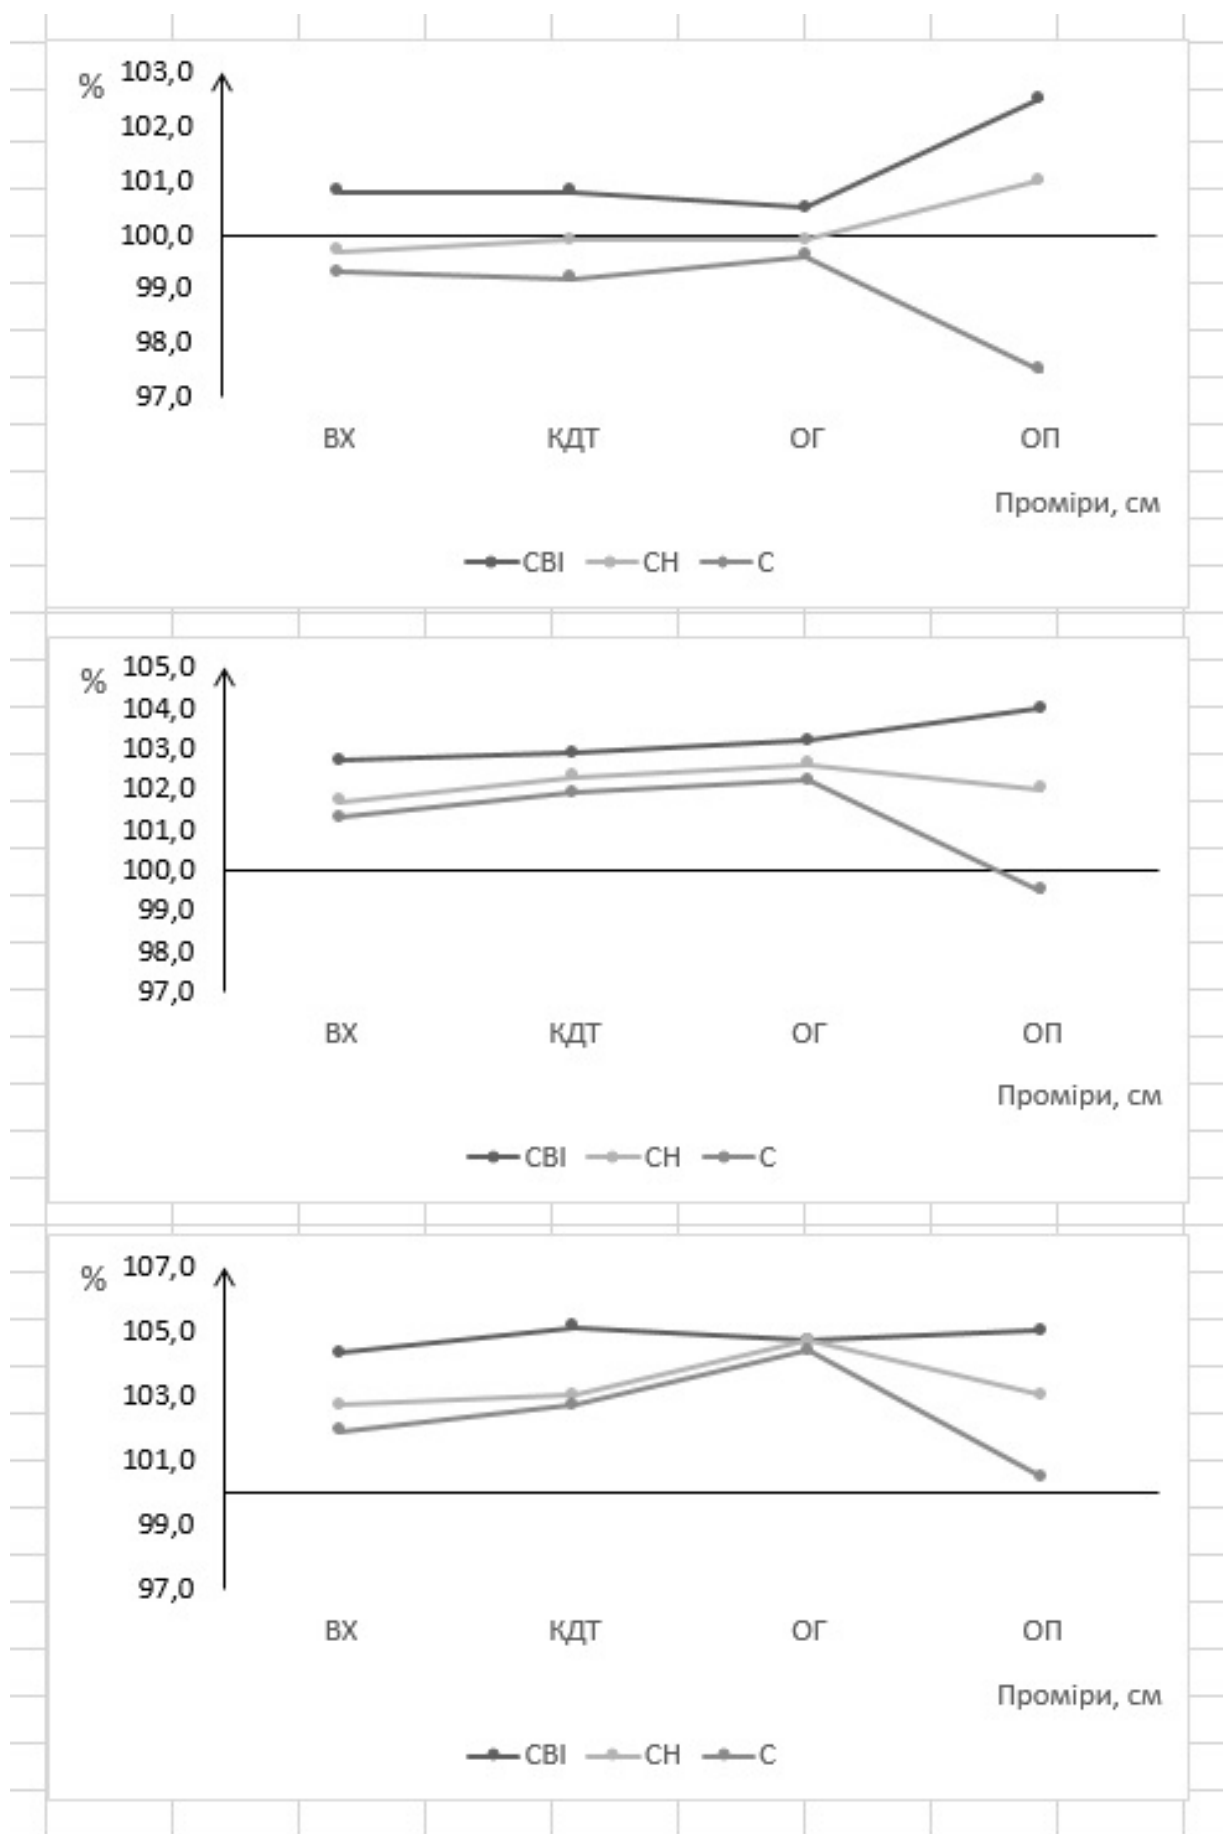 %
103,0
102,0
101,0
100,0
99,0
98,0
97,0
ВХ КДТ ОГ ОП
Проміри, см
СВІ СН С
%
105,0
104,0
103,0
102,0
101,0
100,0
99,0
98,0
97,0
ВХ КДТ ОГ ОП
Проміри, см
СВІ СН С
%
107,0
105,0
103,0
101,0
99,0
97,0
ВХ КДТ ОГ ОП
Проміри, см
СВІ СН С